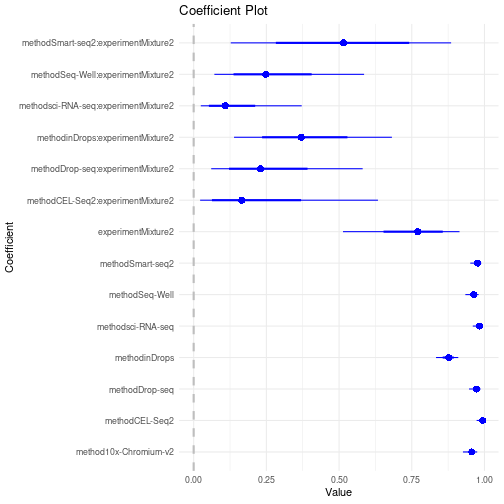 Coefficient Plot
methodSmart-seq2:experimentMixture2
methodSeq-Well:experimentMixture2
methodsci-RNA-seq:experimentMixture2
methodinDrops:experimentMixture2
methodDrop-seq:experimentMixture2
methodCEL-Seq2:experimentMixture2
experimentMixture2
methodSmart-seq2
methodSeq-Well
methodsci-RNA-seq
methodinDrops
methodDrop-seq
methodCEL-Seq2
method10x-Chromium-v2
Coefficient
0.00 0.25 0.50 0.75 1.00
Value